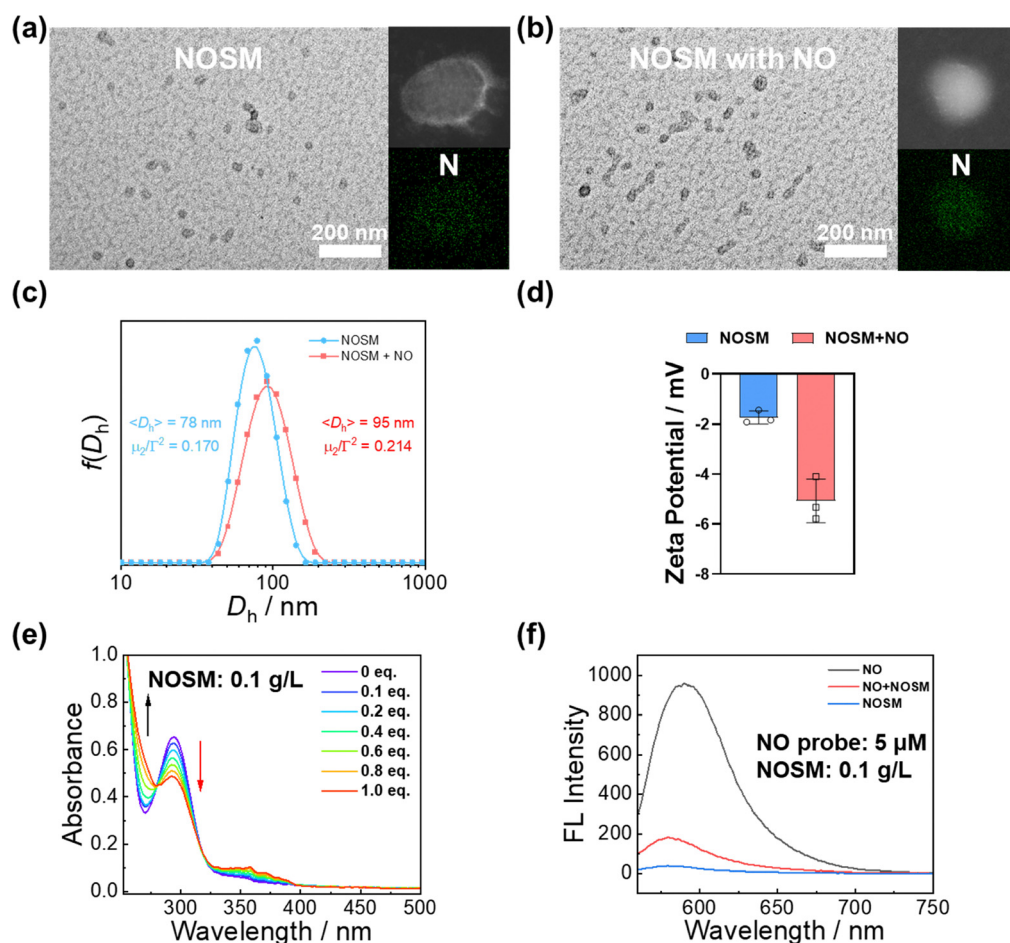 (a)
NOSM
N
200 nm
(b)
NOSM with NO
N
200 nm
(c)
NOSM
NOSM + NO
<Dh> = 78 nm
μ2/Γ² = 0.170
<Dh> = 95 nm
μ2/Γ² = 0.214
f(Dh)
10
100
1000
Dh / nm
(d)
NOSM
NOSM+NO
Zeta Potential / mV
0
-2
-4
-6
-8
(e)
NOSM: 0.1 g/L
0 eq.
0.1 eq.
0.2 eq.
0.4 eq.
0.6 eq.
0.8 eq.
1.0 eq.
Absorbance
1.0
0.8
0.6
0.4
0.2
0.0
300
350
400
450
500
Wavelength / nm
(f)
NO
NO+NOSM
NOSM
NO probe: 5 μM
NOSM: 0.1 g/L
FL Intensity
1000
800
600
400
200
0
600
650
700
750
Wavelength / nm